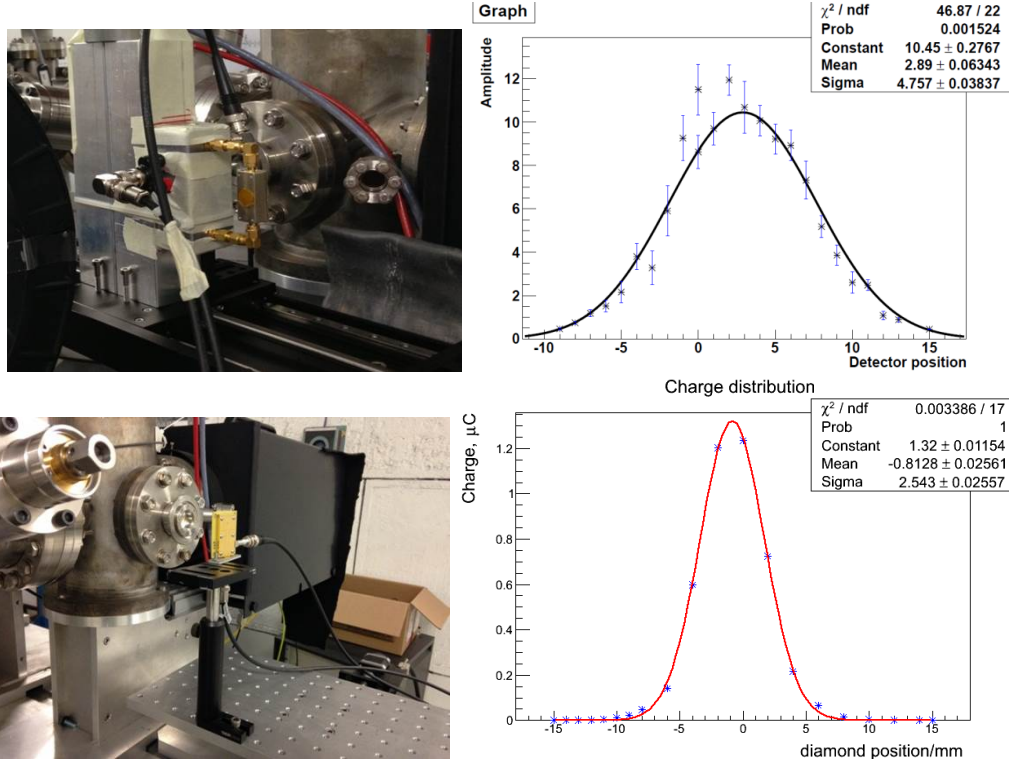 Graph
χ² / ndf 46.87 / 22
Prob 0.001524
Constant 10.45 ± 0.2767
Mean 2.89 ± 0.06343
Sigma 4.757 ± 0.03837
Amplitude
12
10
8
6
4
2
0
-10 -5 0 5 10 15
Detector position
Charge distribution
χ² / ndf 0.003386 / 17
Prob 1
Constant 1.32 ± 0.01154
Mean -0.8128 ± 0.02561
Sigma 2.543 ± 0.02557
Charge, μC
1.2
1
0.8
0.6
0.4
0.2
0
-15 -10 -5 0 5 10 15
diamond position/mm